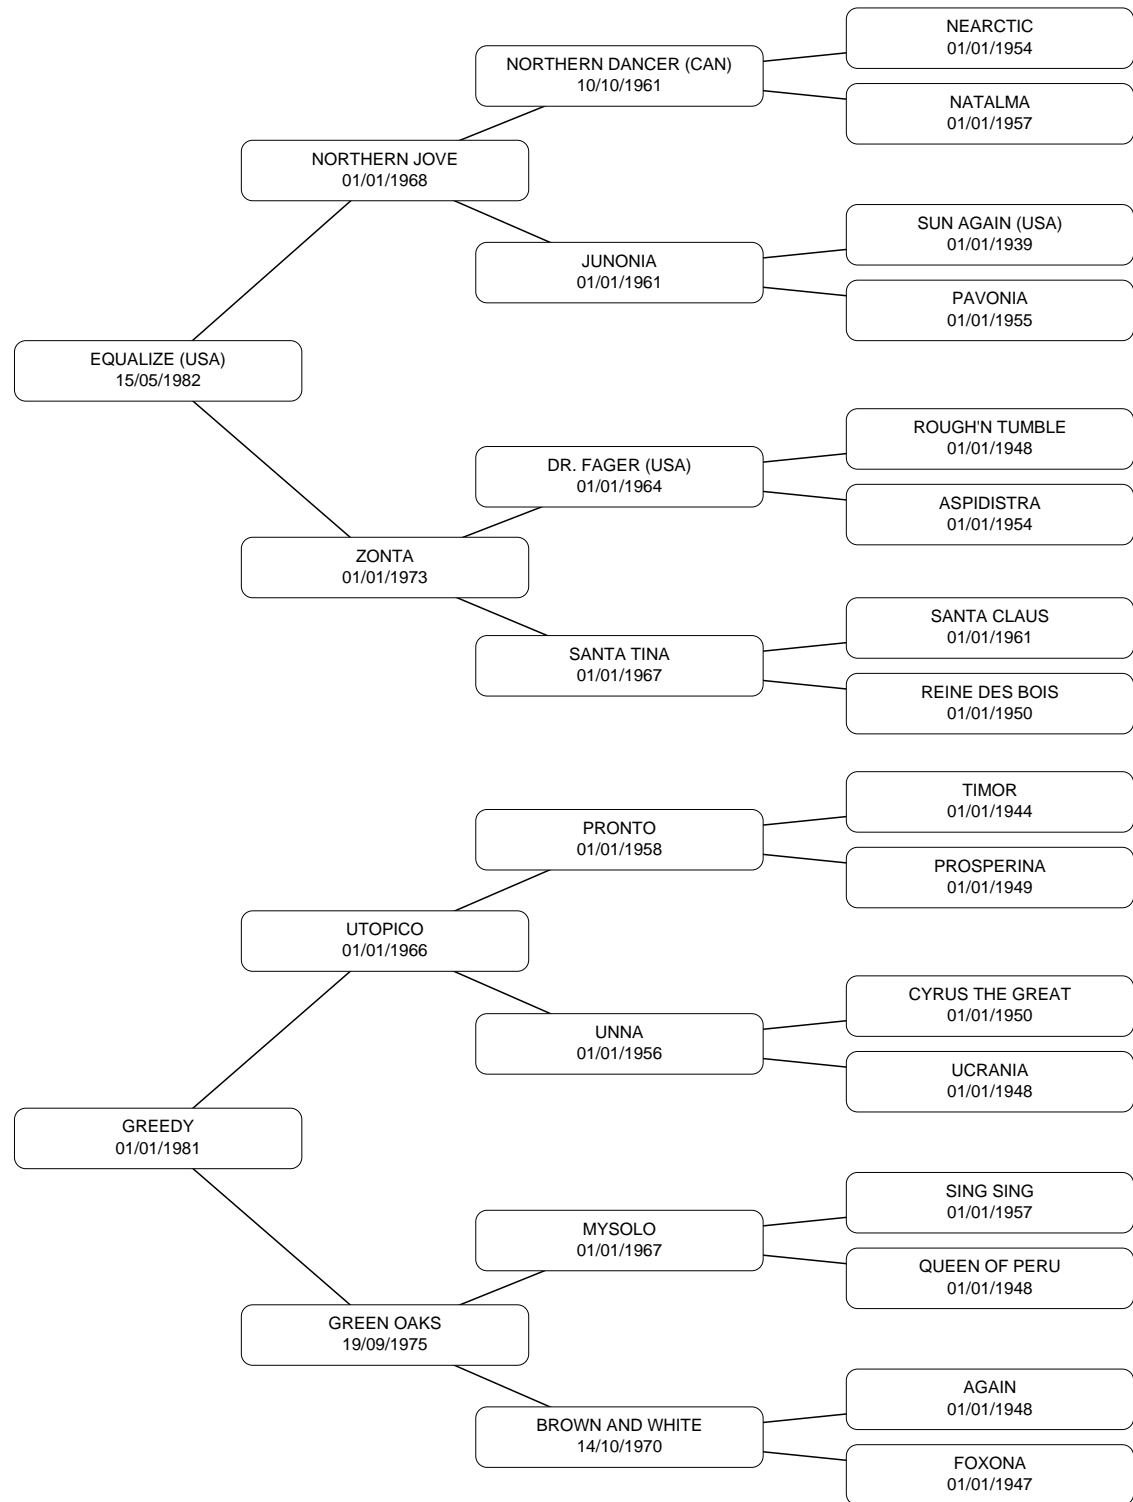 NEARCTIC
01/01/1954
NORTHERN DANCER (CAN)
10/10/1961
NATALMA
01/01/1957
NORTHERN JOVE
01/01/1968
SUN AGAIN (USA)
01/01/1939
JUNONIA
01/01/1961
PAVONIA
01/01/1955
EQUALIZE (USA)
15/05/1982
ROUGH'N TUMBLE
01/01/1948
DR. FAGER (USA)
01/01/1964
ASPIDISTRA
01/01/1954
ZONTA
01/01/1973
SANTA CLAUS
01/01/1961
SANTA TINA
01/01/1967
REINE DES BOIS
01/01/1950
TIMOR
01/01/1944
PRONTO
01/01/1958
PROSPERINA
01/01/1949
UTOPICO
01/01/1966
CYRUS THE GREAT
01/01/1950
UNNA
01/01/1956
UCRANIA
01/01/1948
GREEDY
01/01/1981
SING SING
01/01/1957
MYSOLO
01/01/1967
QUEEN OF PERU
01/01/1948
GREEN OAKS
19/09/1975
AGAIN
01/01/1948
BROWN AND WHITE
14/10/1970
FOXONA
01/01/1947